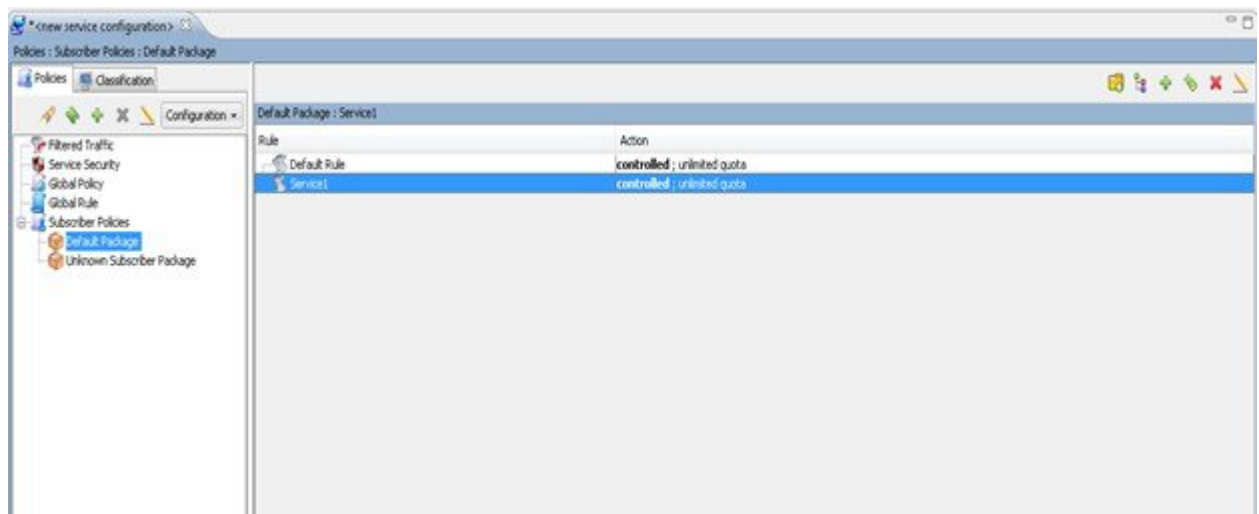 *<new service configuration>
Policies : Subscriber Policies : Default Package
Policies
Classification
Configuration
Default Package : Service1
Rule
Action
Default Rule
controlled ; unlimited quota
Service1
controlled ; unlimited quota
Filtered Traffic
Service Security
Global Policy
Global Rule
Subscriber Policies
Default Package
Unknown Subscriber Package